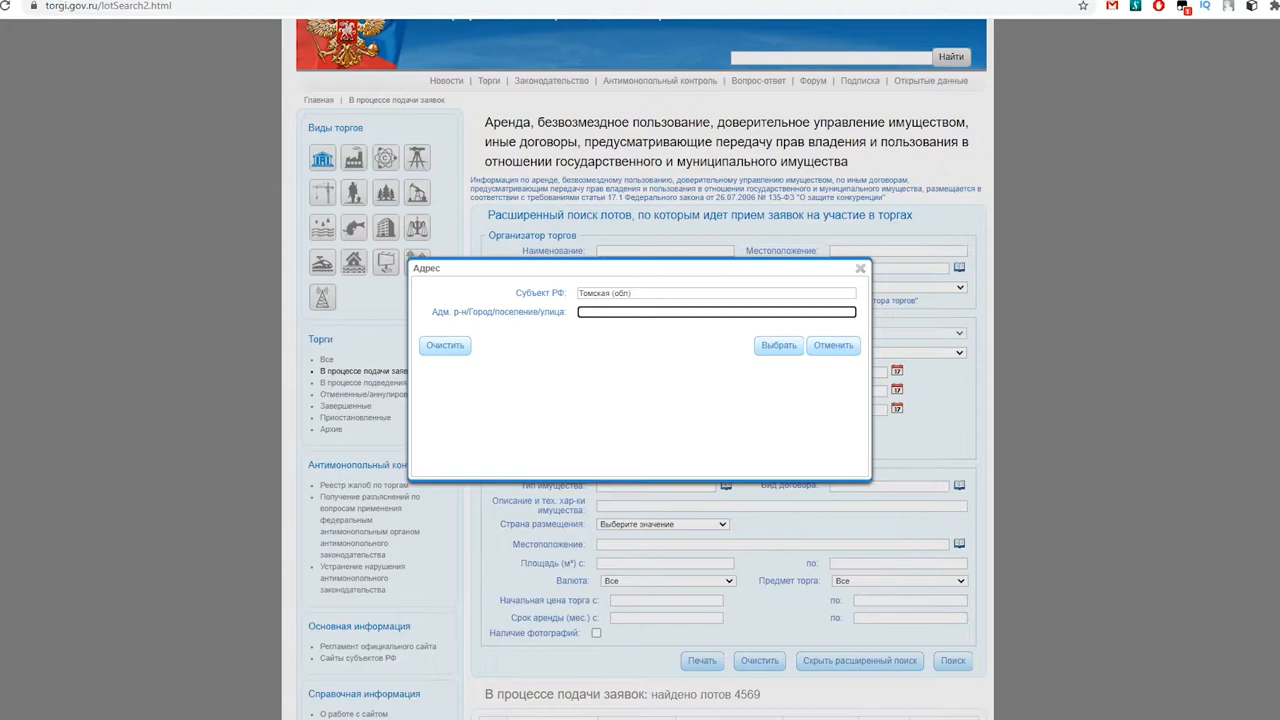 torgi.gov.ru/lotSearch2.html
Найти
Новости | Торги | Законодательство | Антимонопольный контроль | Вопрос-ответ | Форум | Подписка | Открытые данные
Главная | В процессе подачи заявок
Виды торгов
Аренда, безвозмездное пользование, доверительное управление имуществом,
иные договоры, предусматривающие передачу прав владения и пользования в
отношении государственного и муниципального имущества
Информация по аренде, безвозмездному пользованию, доверительному управлению имуществом, по иным договорам,
предусматривающим передачу прав владения и пользования в отношении государственного и муниципального имущества, размещается в
соответствии с требованиями статьи 17.1 Федерального закона от 26.07.2006 № 135-ФЗ "О защите конкуренции"
Расширенный поиск лотов, по которым идет прием заявок на участие в торгах
Организатор торгов
Наименование: Местоположение:
Адрес
Субъект РФ: Томская (обл)
Адм. р-н/Город/поселение/улица:
Очистить Выбрать Отменить
тора торгов"
17
17
17
Торги
Все
В процессе подачи заяв
В процессе подведения
Отмененные/аннулиров
Завершенные
Приостановленные
Архив
Антимонопольный кон
Реестр жалоб по торгам
Получение разъяснений по
вопросам применения
федеральным
антимонопольным органом
антимонопольного
законодательства
Устранение нарушения
антимонопольного
законодательства
Основная информация
Регламент официального сайта
Сайты субъектов РФ
Справочная информация
О работе с сайтом
Тип имущества: Вид договора:
Описание и тех. хар-ки
имущества:
Страна размещения: Выберите значение
Местоположение:
Площадь (м²) с: по:
Валюта: Все Предмет торга: Все
Начальная цена торга с: по:
Срок аренды (мес.) с: по:
Наличие фотографий:
Печать Очистить Скрыть расширенный поиск Поиск
В процессе подачи заявок: найдено лотов 4569